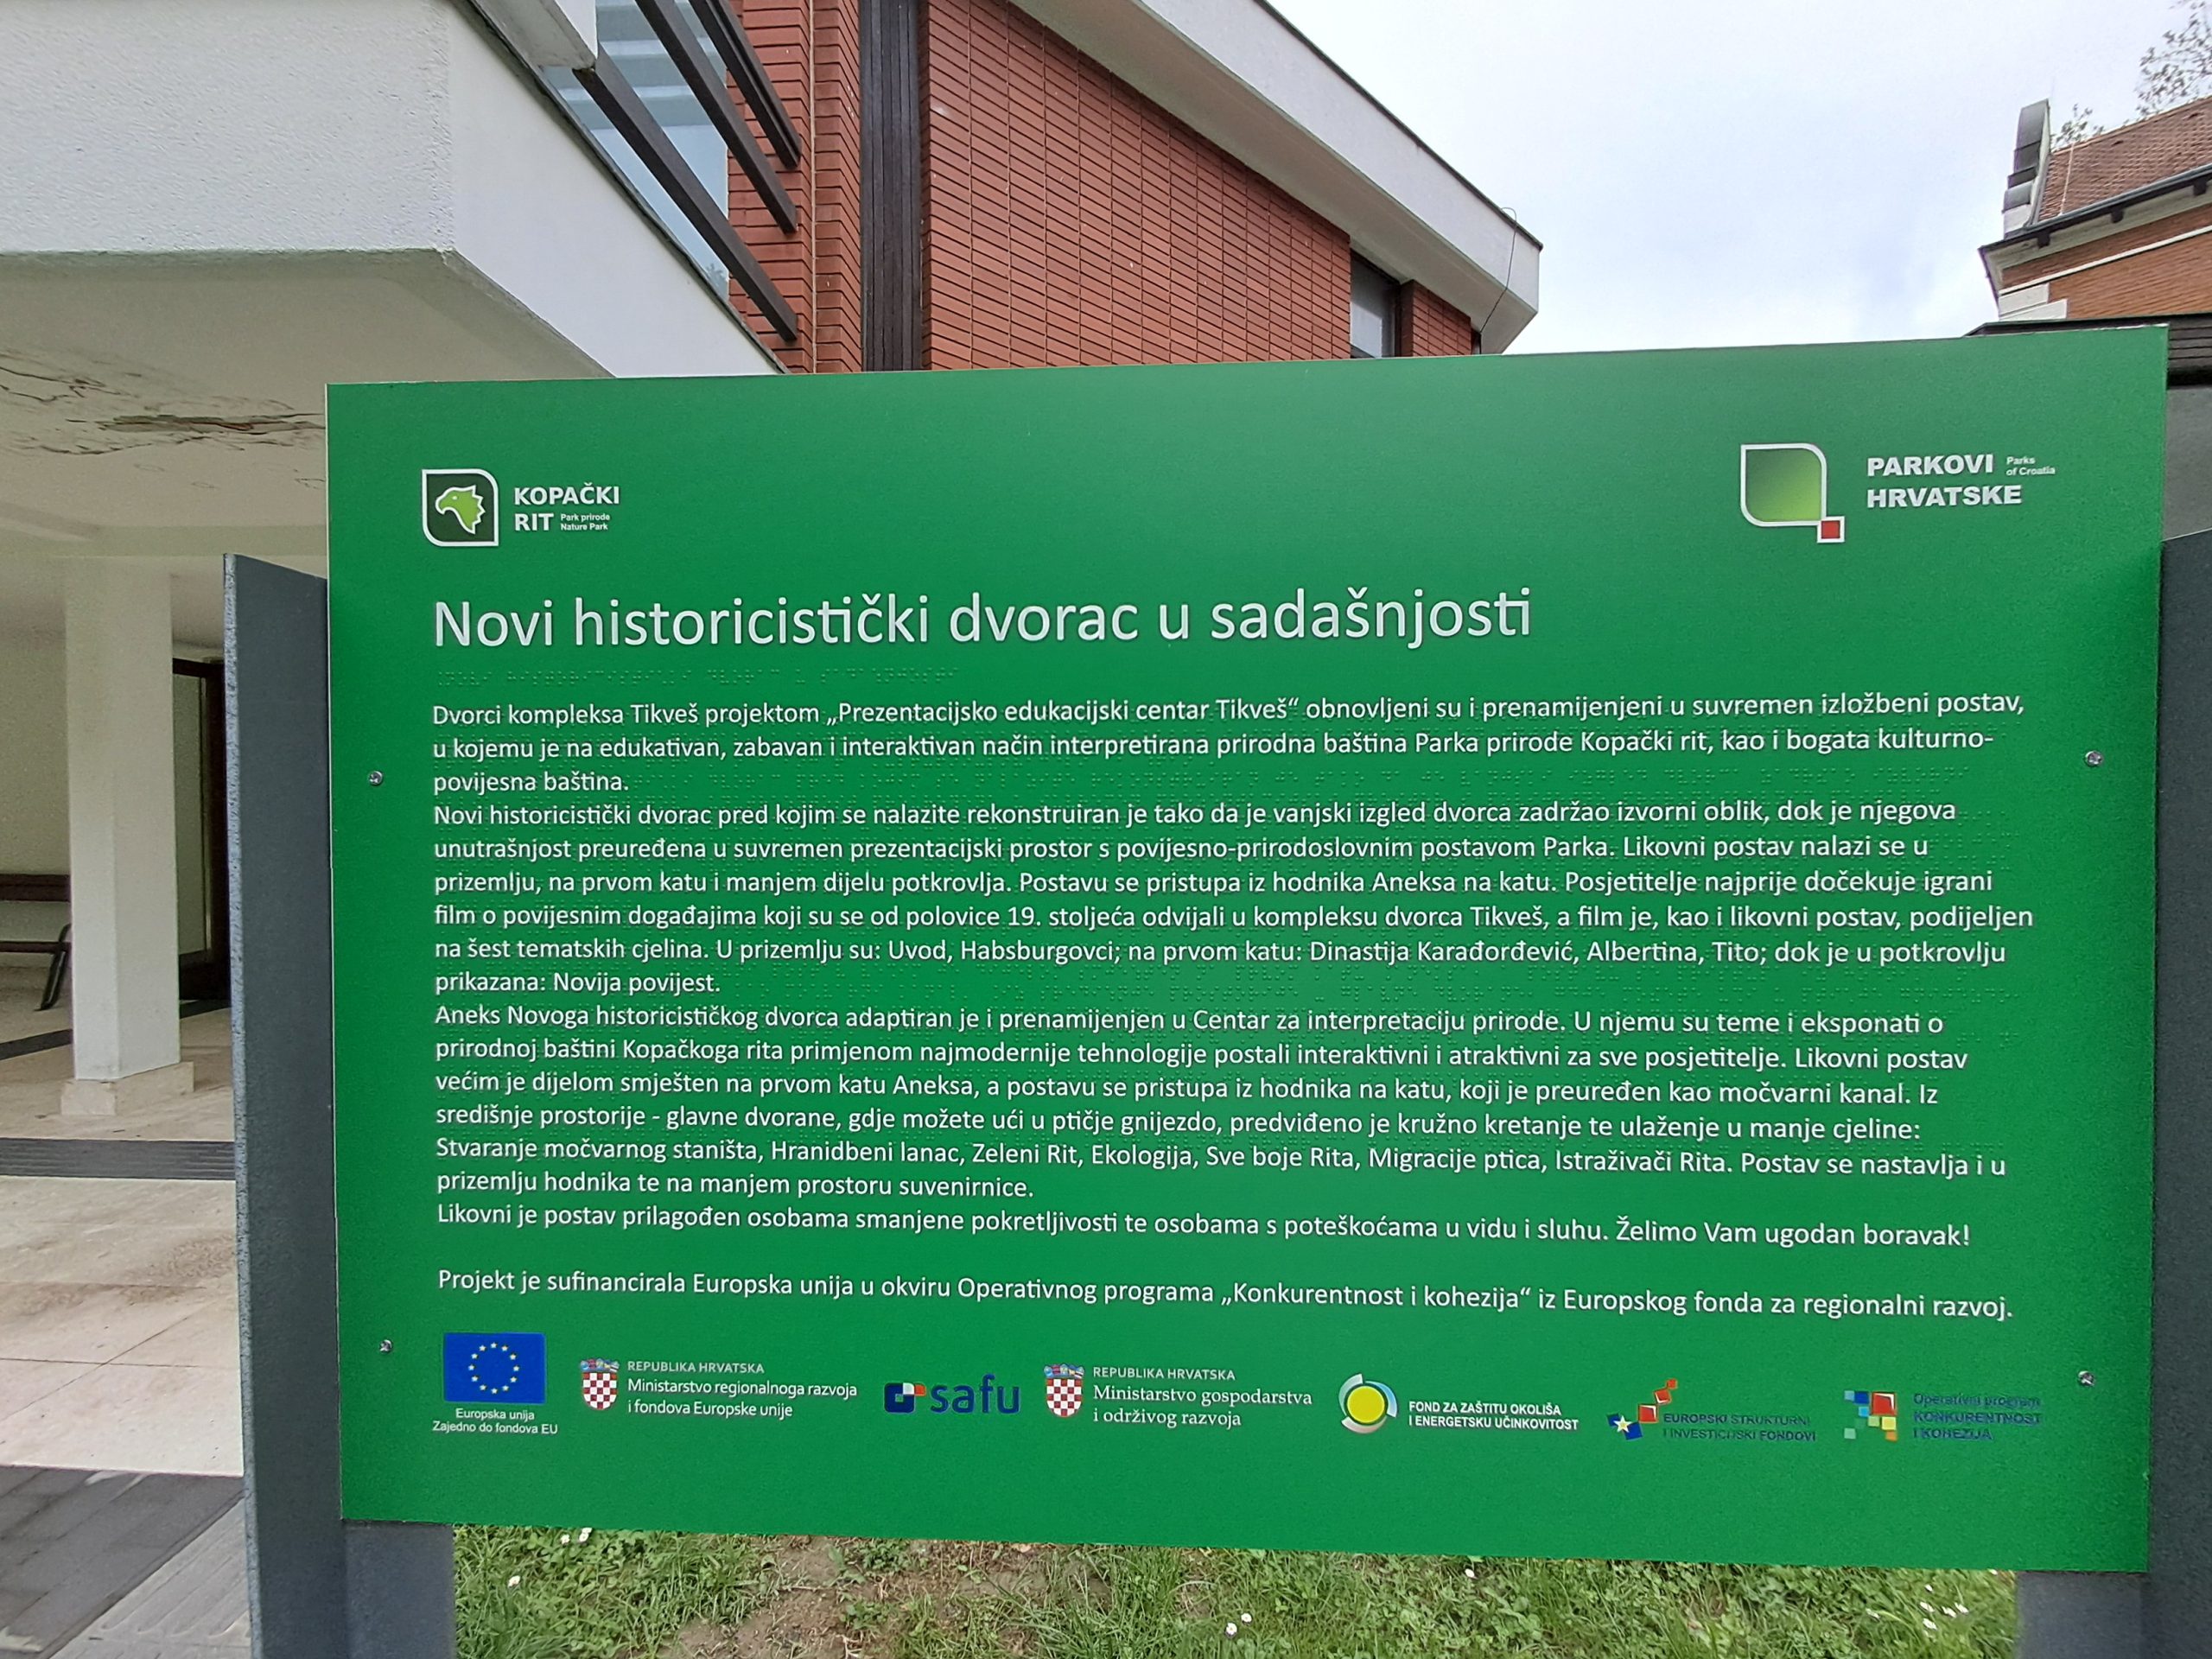 KOPAČKI
RIT Park prirode
Nature Park
PARKOVI Parks
HRVATSKE of Croatia
Novi historicistički dvorac u sadašnjosti
Dvorci kompleksa Tikveš projektom „Prezentacijsko edukacijski centar Tikveš“ obnovljeni su i prenamijenjeni u suvremen izložbeni postav,
u kojemu je na edukativan, zabavan i interaktivan način interpretirana prirodna baština Parka prirode Kopački rit, kao i bogata kulturno-
povijesna baština.
Novi historicistički dvorac pred kojim se nalazite rekonstruiran je tako da je vanjski izgled dvorca zadržao izvorni oblik, dok je njegova
unutrašnjost preuređena u suvremen prezentacijski prostor s povijesno-prirodoslovnim postavom Parka. Likovni postav nalazi se u
prizemlju, na prvom katu i manjem dijelu potkrovlja. Postavu se pristupa iz hodnika Aneksa na katu. Posjetitelje najprije dočekuje igrani
film o povijesnim događajima koji su se od polovice 19. stoljeća odvijali u kompleksu dvorca Tikveš, a film je, kao i likovni postav, podijeljen
na šest tematskih cjelina. U prizemlju su: Uvod, Habsburgovci; na prvom katu: Dinastija Karađorđević, Albertina, Tito; dok je u potkrovlju
prikazana: Novija povijest.
Aneks Novoga historicističkog dvorca adaptiran je i prenamijenjen u Centar za interpretaciju prirode. U njemu su teme i eksponati o
prirodnoj baštini Kopačkoga rita primjenom najmodernije tehnologije postali interaktivni i atraktivni za sve posjetitelje. Likovni postav
većim je dijelom smješten na prvom katu Aneksa, a postavu se pristupa iz hodnika na katu, koji je preuređen kao močvarni kanal. Iz
središnje prostorije - glavne dvorane, gdje možete ući u ptičje gnijezdo, predviđeno je kružno kretanje te ulaženje u manje cjeline:
Stvaranje močvarnog staništa, Hranidbeni lanac, Zeleni Rit, Ekologija, Sve boje Rita, Migracije ptica, Istraživači Rita. Postav se nastavlja i u
prizemlju hodnika te na manjem prostoru suvenirnice.
Likovni je postav prilagođen osobama smanjene pokretljivosti te osobama s poteškoćama u vidu i sluhu. Želimo Vam ugodan boravak!
Projekt je sufinancirala Europska unija u okviru Operativnog programa „Konkurentnost i kohezija“ iz Europskog fonda za regionalni razvoj.
Europska unija
Zajedno do fondova EU
REPUBLIKA HRVATSKA
Ministarstvo regionalnoga razvoja
i fondova Europske unije
safu
REPUBLIKA HRVATSKA
Ministarstvo gospodarstva
i održivog razvoja
FOND ZA ZAŠTITU OKOLIŠA
I ENERGETSKU UČINKOVITOST
EUROPSKI STRUKTURNI
I INVESTICIJSKI FONDOVI
Operativni program
KONKURENTNOST
I KOHEZIJA